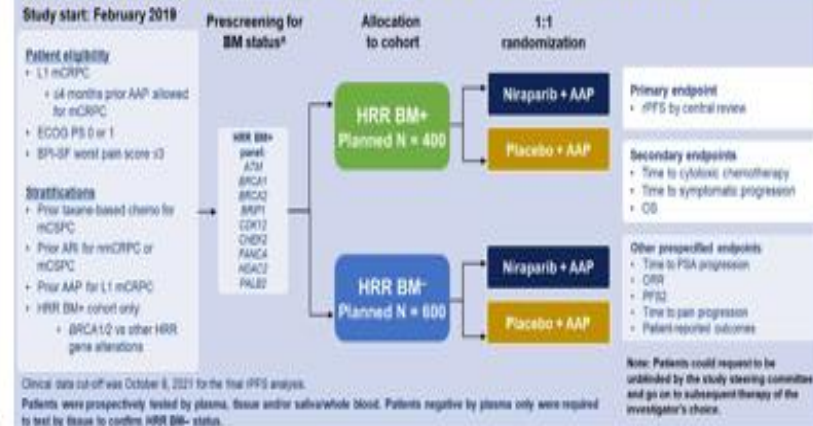 Study start: February 2019
Prescreening for
BM status
Allocation
to cohort
1:1
randomization
Patient eligibility
• L1 mCRPC
• ≤4 months prior AAP allowed
for mCRPC
• ECOG PS 0 or 1
• BPI-SF worst pain score ≤3
Stratifications
• Prior taxane-based chemo for
mCSPC
• Prior ARi for nmCRPC or
mCSPC
• Prior AAP for L1 mCRPC
• HRR BM+ cohort only
• BRCA1/2 vs other HRR
gene alterations
HRR BM+
panel:
ATM
BRCA1
BRCA2
BRIP1
CDK12
CHEK2
FANCA
HDAC2
PALB2
HRR BM+
Planned N = 400
HRR BM-
Planned N = 600
Niraparib + AAP
Placebo + AAP
Niraparib + AAP
Placebo + AAP
Primary endpoint
• rPFS by central review
Secondary endpoints
• Time to cytotoxic chemotherapy
• Time to symptomatic progression
• OS
Other prespecified endpoints
• Time to PSA progression
• ORR
• PFS2
• Time to pain progression
• Patient-reported outcomes
Note: Patients could request to be
unblinded by the study steering committee
and go on to subsequent therapy of the
investigator's choice.
Clinical data cut-off was October 8, 2021 for the final rPFS analysis.
Patients were prospectively tested by plasma, tissue and/or saliva/whole blood. Patients negative by plasma only were required
to test by tissue to confirm HRR BM- status.